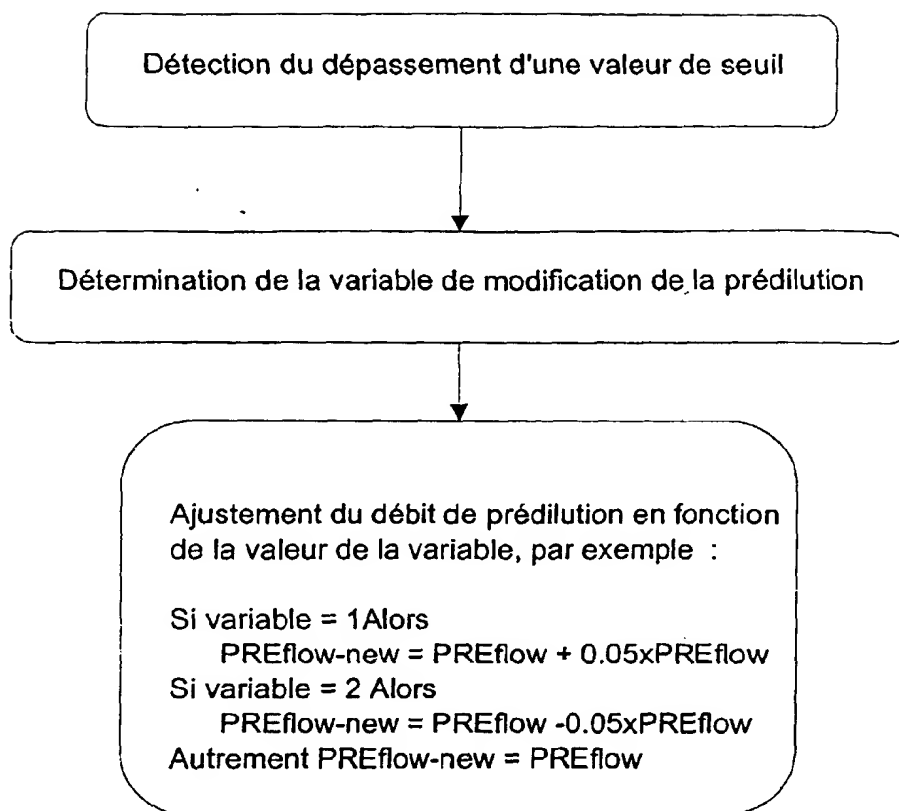 Détection du dépassement d'une valeur de seuil
Détermination de la variable de modification de la prédilution
Ajustement du débit de prédilution en fonction
de la valeur de la variable, par exemple :
Si variable = 1Alors
PREflow-new = PREflow + 0.05xPREflow
Si variable = 2 Alors
PREflow-new = PREflow -0.05xPREflow
Autrement PREflow-new = PREflow